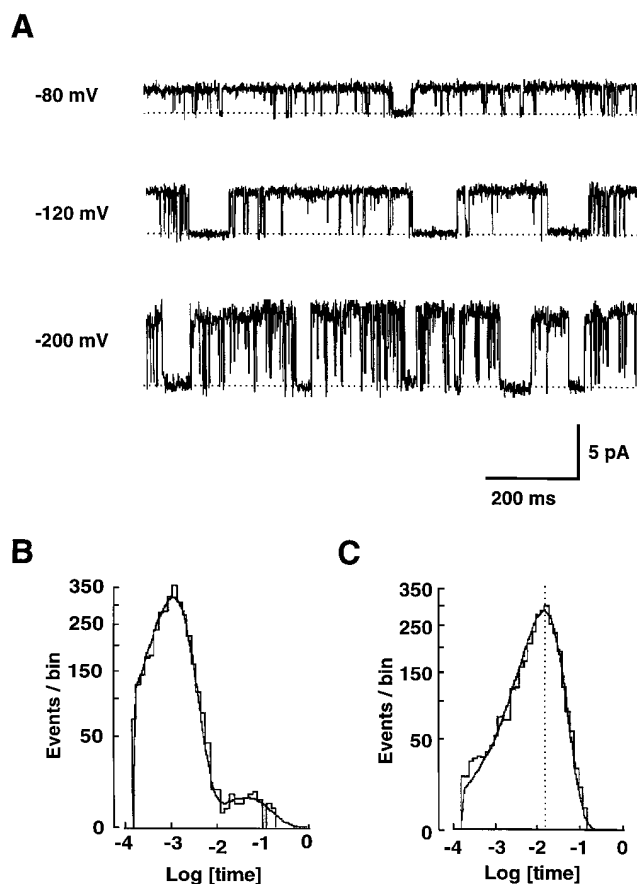 A
-80 mV
-120 mV
-200 mV
5 pA
200 ms
B
350
250
150
50
0
Events / bin
-4 -3 -2 -1 0
Log [time]
C
350
250
150
50
0
Events / bin
-4 -3 -2 -1 0
Log [time]